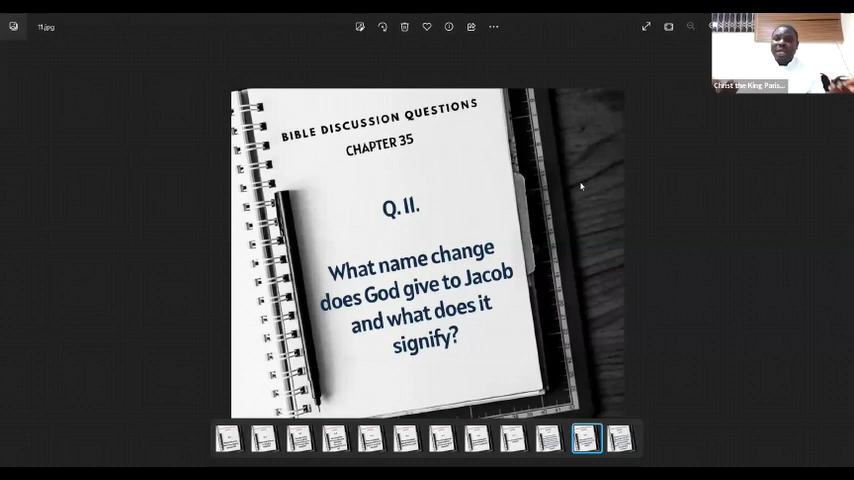 11.jpg
Christ the King Paris...
BIBLE DISCUSSION QUESTIONS
CHAPTER 35
Q. 11.
What name change
does God give to Jacob
and what does it
signify?